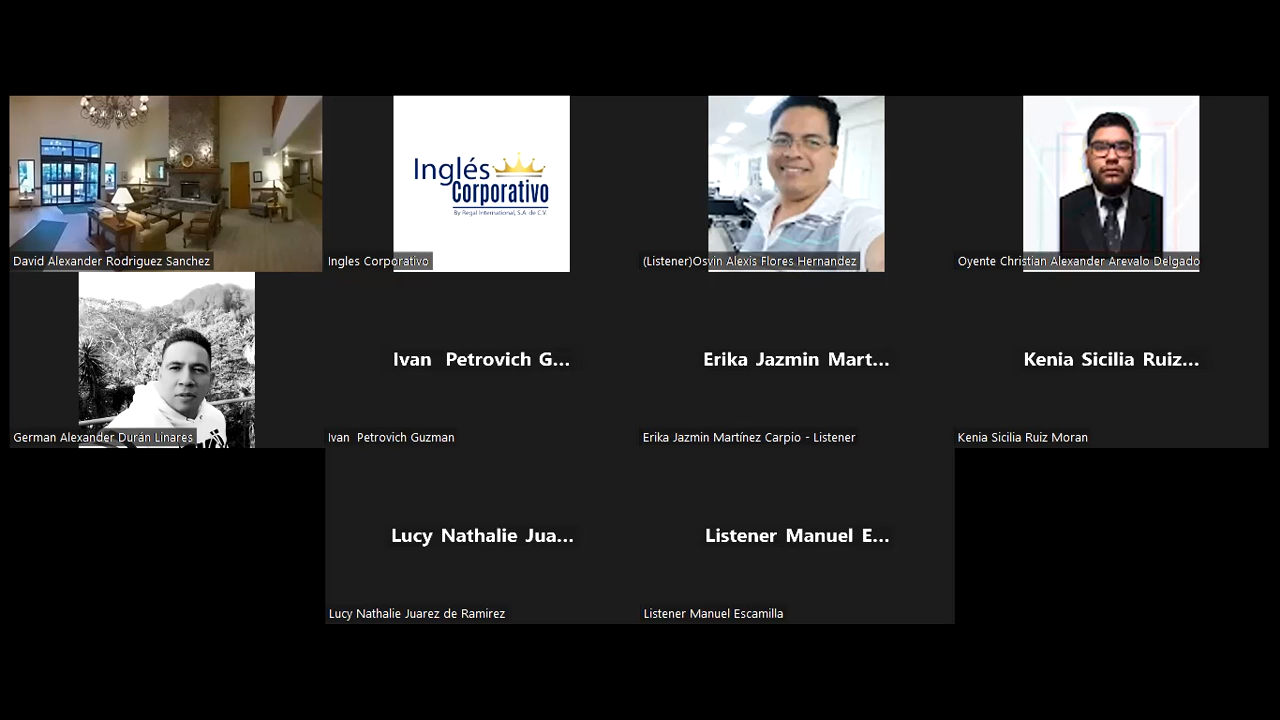 Inglés
Corporativo
By Regal International, S.A. de C.V.
David Alexander Rodriguez Sanchez
Ingles Corporativo
(Listener)Osvin Alexis Flores Hernandez
Oyente Christian Alexander Arevalo Delgado
Ivan Petrovich G...
Erika Jazmin Mart...
Kenia Sicilia Ruiz...
German Alexander Durán Linares
Ivan Petrovich Guzman
Erika Jazmin Martínez Carpio - Listener
Kenia Sicilia Ruiz Moran
Lucy Nathalie Jua...
Listener Manuel E...
Lucy Nathalie Juarez de Ramirez
Listener Manuel Escamilla